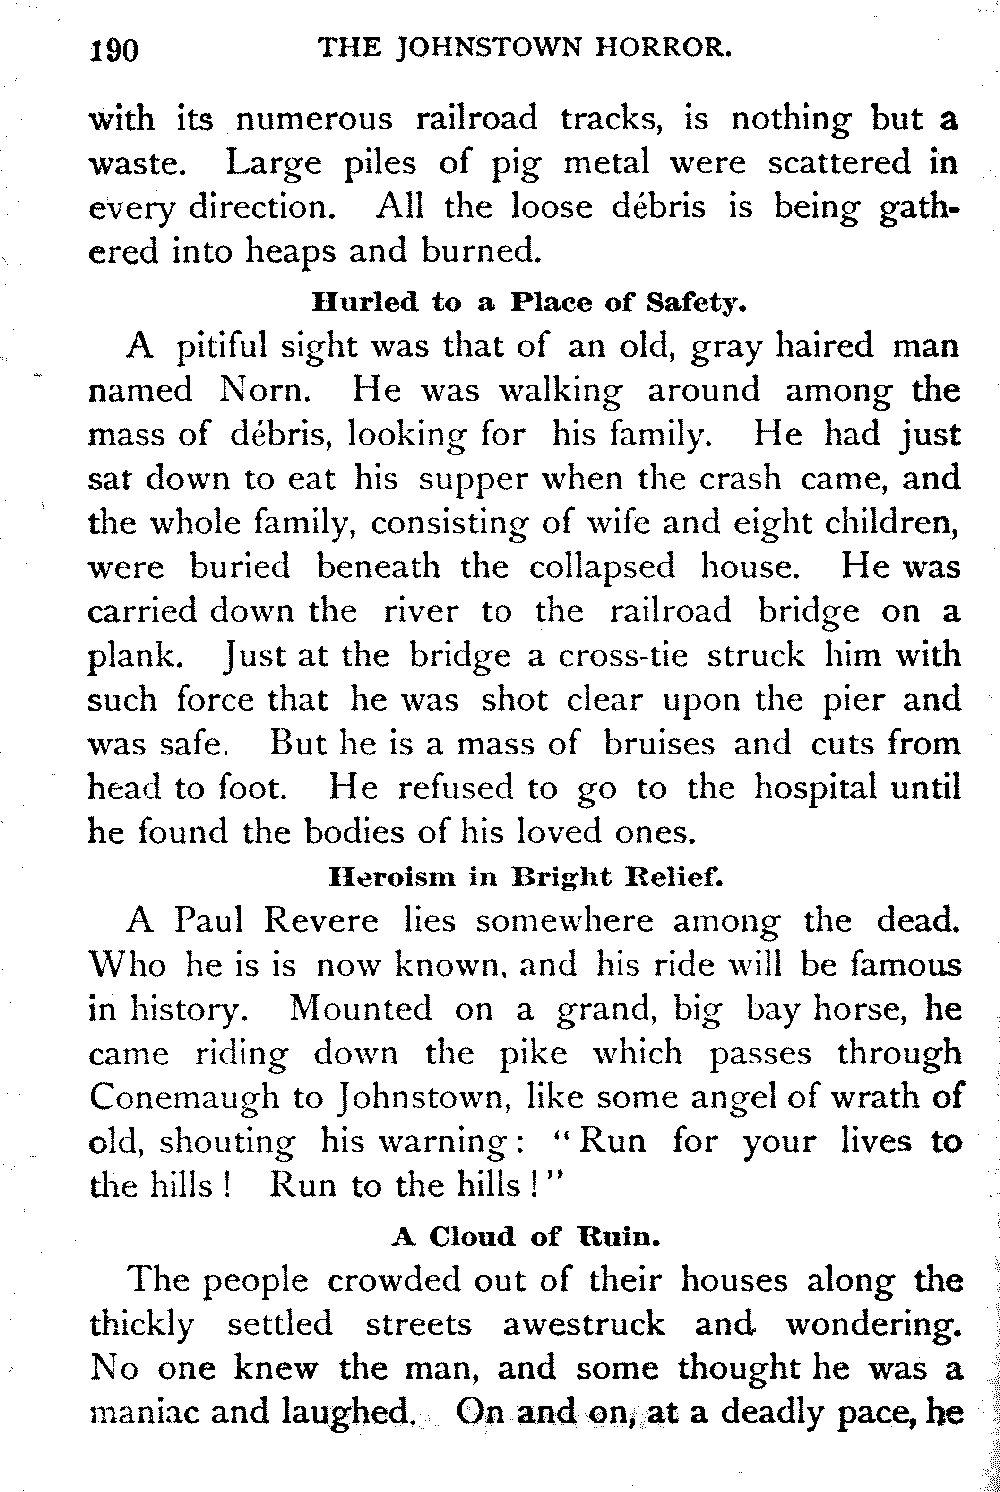 190 THE JOHNSTOWN HORROR.
with its numerous railroad tracks, is nothing but a
waste. Large piles of pig metal were scattered in
every direction. All the loose débris is being gath-
ered into heaps and burned.
Hurled to a Place of Safety.
A pitiful sight was that of an old, gray haired man
named Norn. He was walking around among the
mass of débris, looking for his family. He had just
sat down to eat his supper when the crash came, and
the whole family, consisting of wife and eight children,
were buried beneath the collapsed house. He was
carried down the river to the railroad bridge on a
plank. Just at the bridge a cross-tie struck him with
such force that he was shot clear upon the pier and
was safe. But he is a mass of bruises and cuts from
head to foot. He refused to go to the hospital until
he found the bodies of his loved ones.
Heroism in Bright Relief.
A Paul Revere lies somewhere among the dead.
Who he is is now known, and his ride will be famous
in history. Mounted on a grand, big bay horse, he
came riding down the pike which passes through
Conemaugh to Johnstown, like some angel of wrath of
old, shouting his warning: “Run for your lives to
the hills! Run to the hills!”
A Cloud of Ruin.
The people crowded out of their houses along the
thickly settled streets awestruck and wondering.
No one knew the man, and some thought he was a
maniac and laughed. On and on, at a deadly pace, he